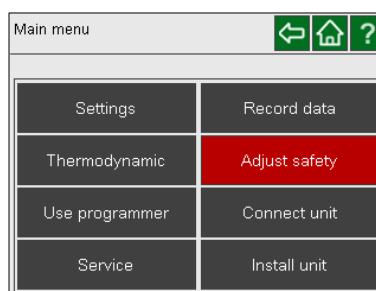 Main menu ?
Settings Record data
Thermodynamic Adjust safety
Use programmer Connect unit
Service Install unit